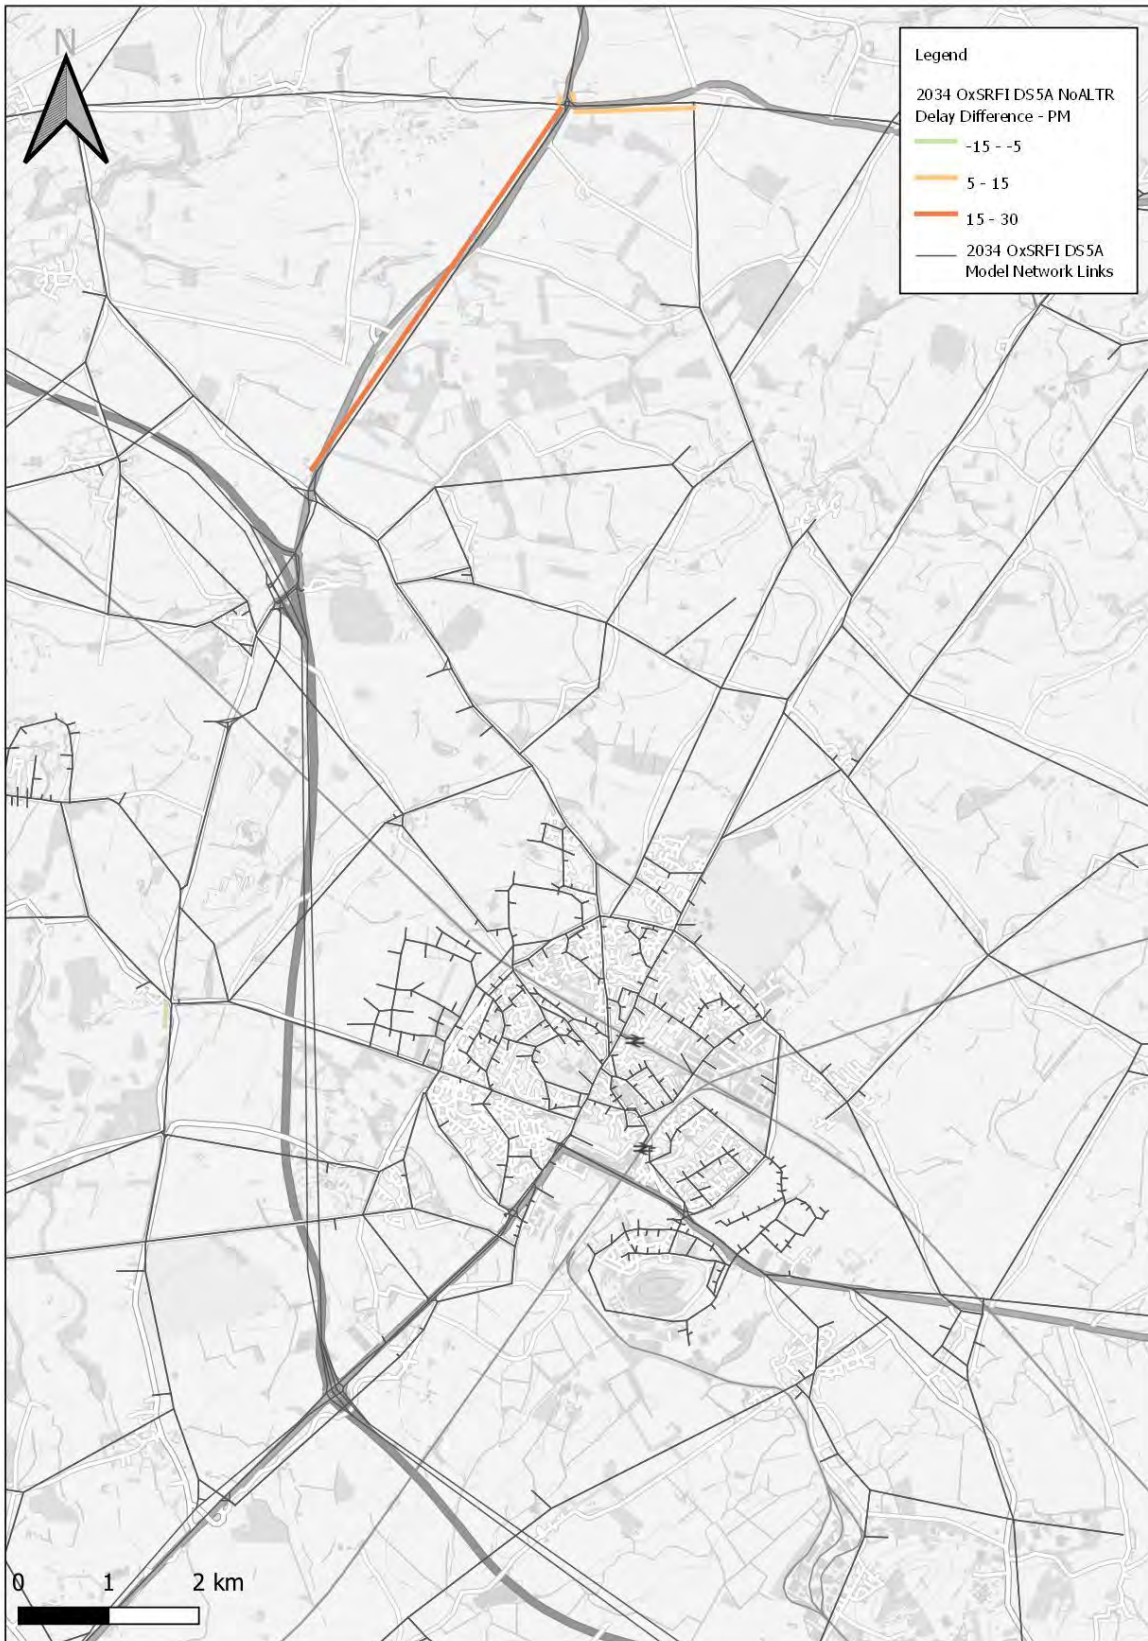 N
Legend
2034 OxSRFI DS5A NoALTR
Delay Difference - PM
-15 - -5
5 - 15
15 - 30
2034 OxSRFI DS5A
Model Network Links
0 1 2 km